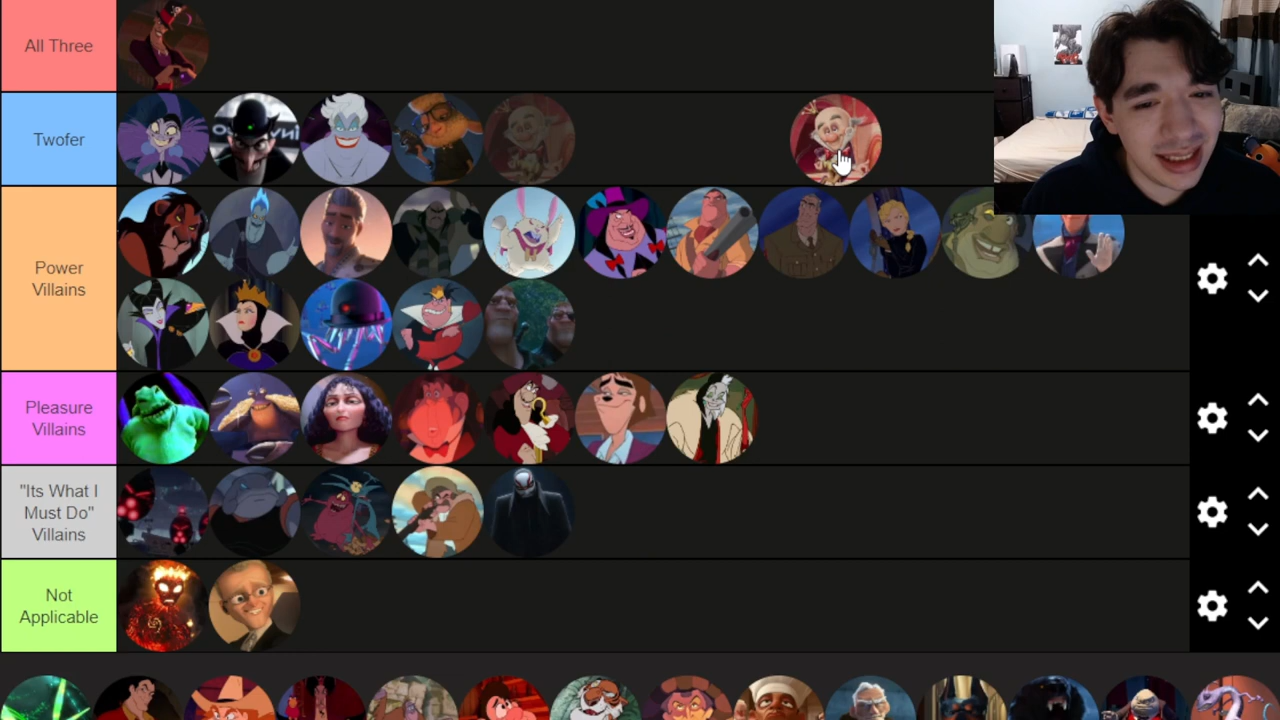 All Three
Twofer
Power
Villains
Pleasure
Villains
"Its What I
Must Do"
Villains
Not
Applicable